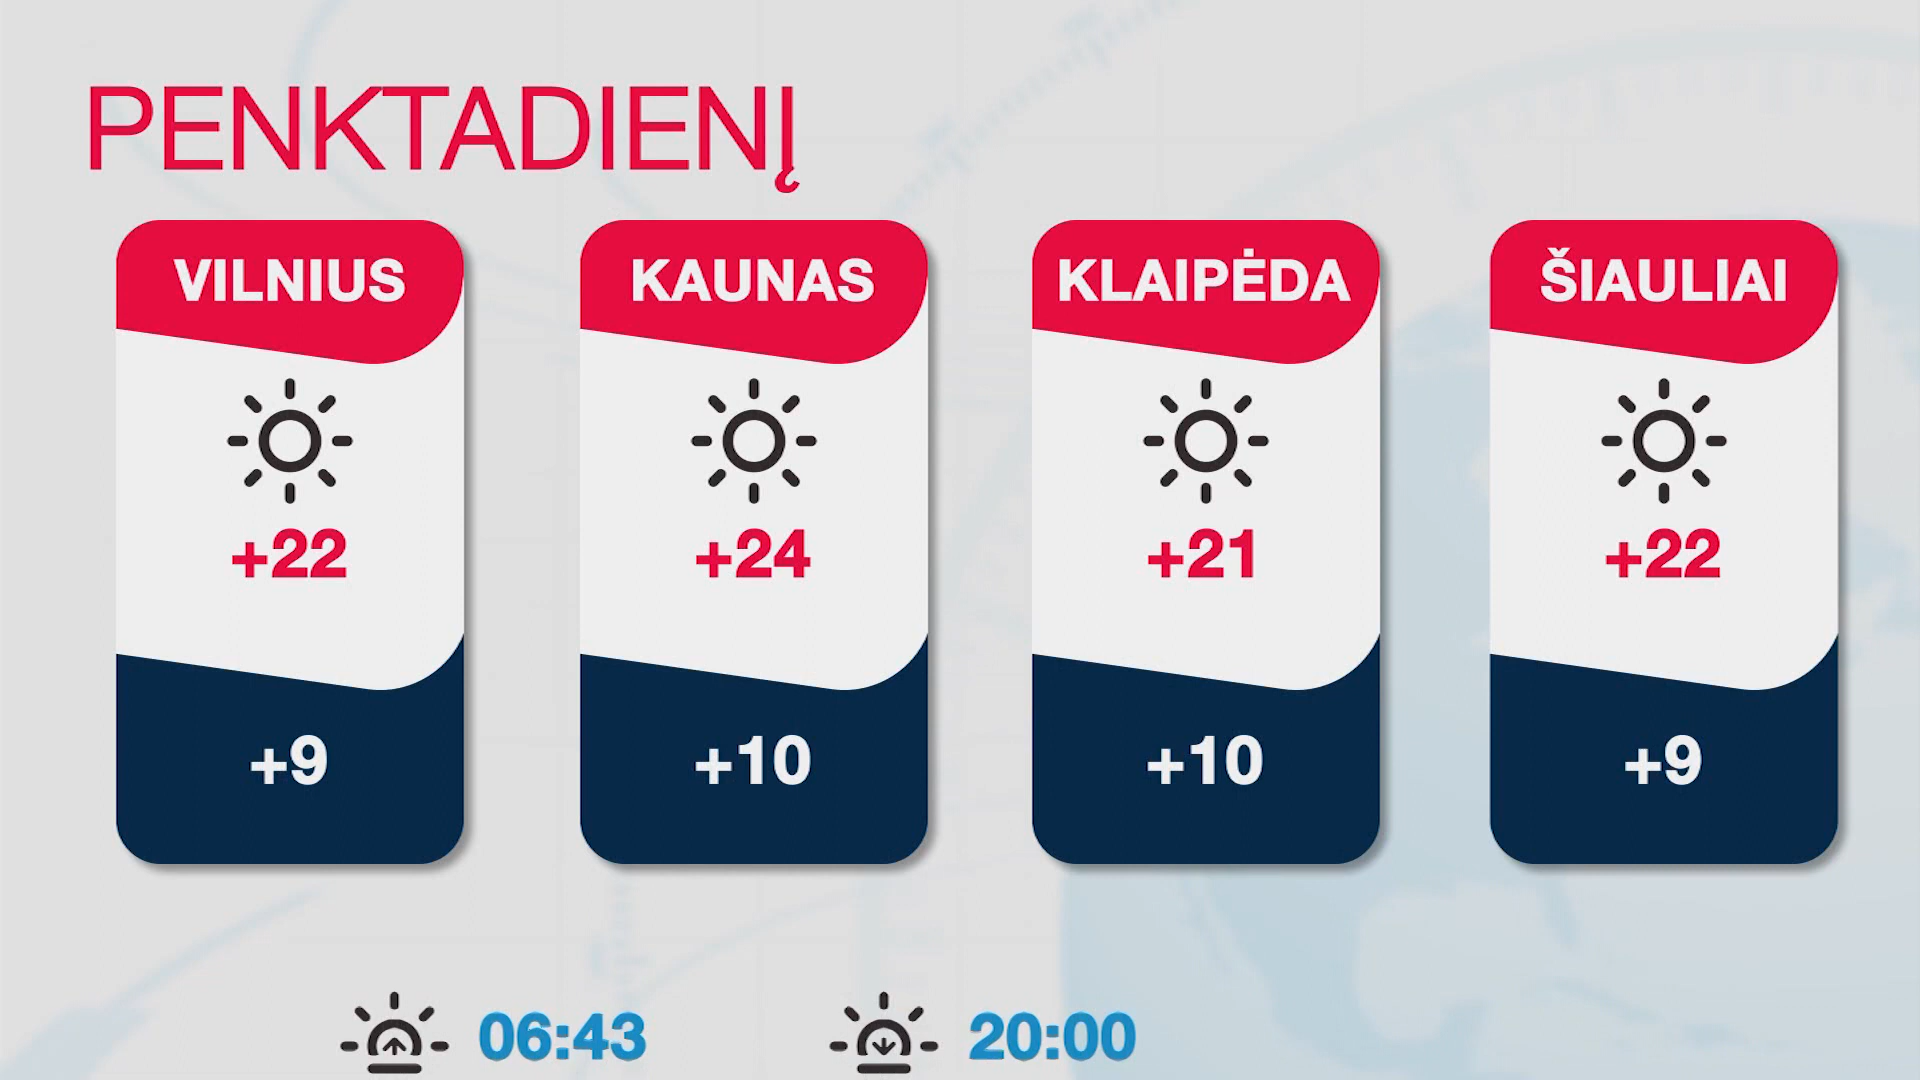 PENKTADIENĮ
VILNIUS
+22
+9
KAUNAS
+24
+10
KLAIPĖDA
+21
+10
ŠIAULIAI
+22
+9
06:43
20:00